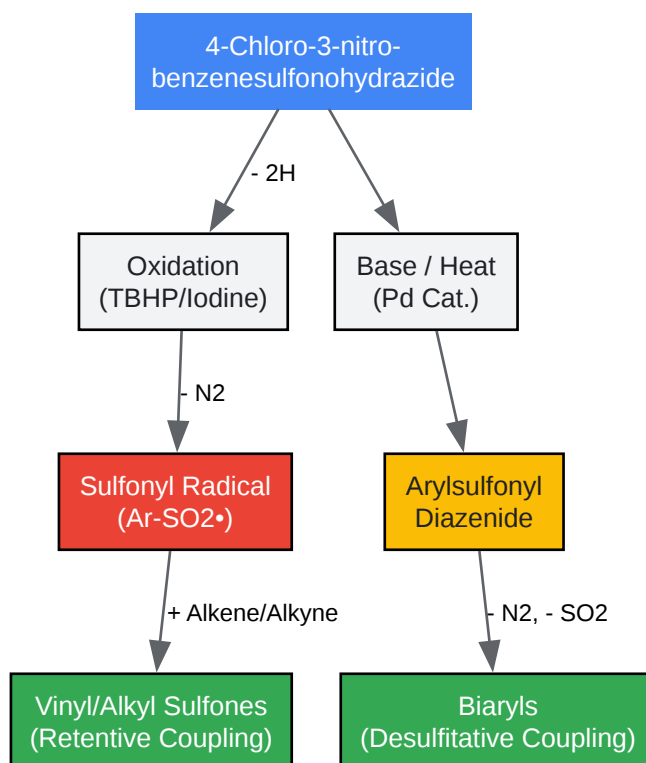 4-Chloro-3-nitro-
benzenesulfonohydrazide
- 2H
Oxidation
(TBHP/Iodine)
Base / Heat
(Pd Cat.)
- N2
Sulfonyl Radical
(Ar-SO2•)
Arylsulfonyl
Diazenide
+ Alkene/Alkyne
- N2, - SO2
Vinyl/Alkyl Sulfones
(Retentive Coupling)
Biaryls
(Desulfitative Coupling)